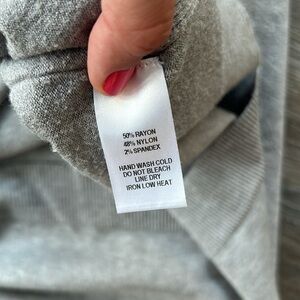 50% RAYON
48% NYLON
2% SPANDEX
HAND WASH COLD
DO NOT BLEACH
LINE DRY
IRON LOW HEAT